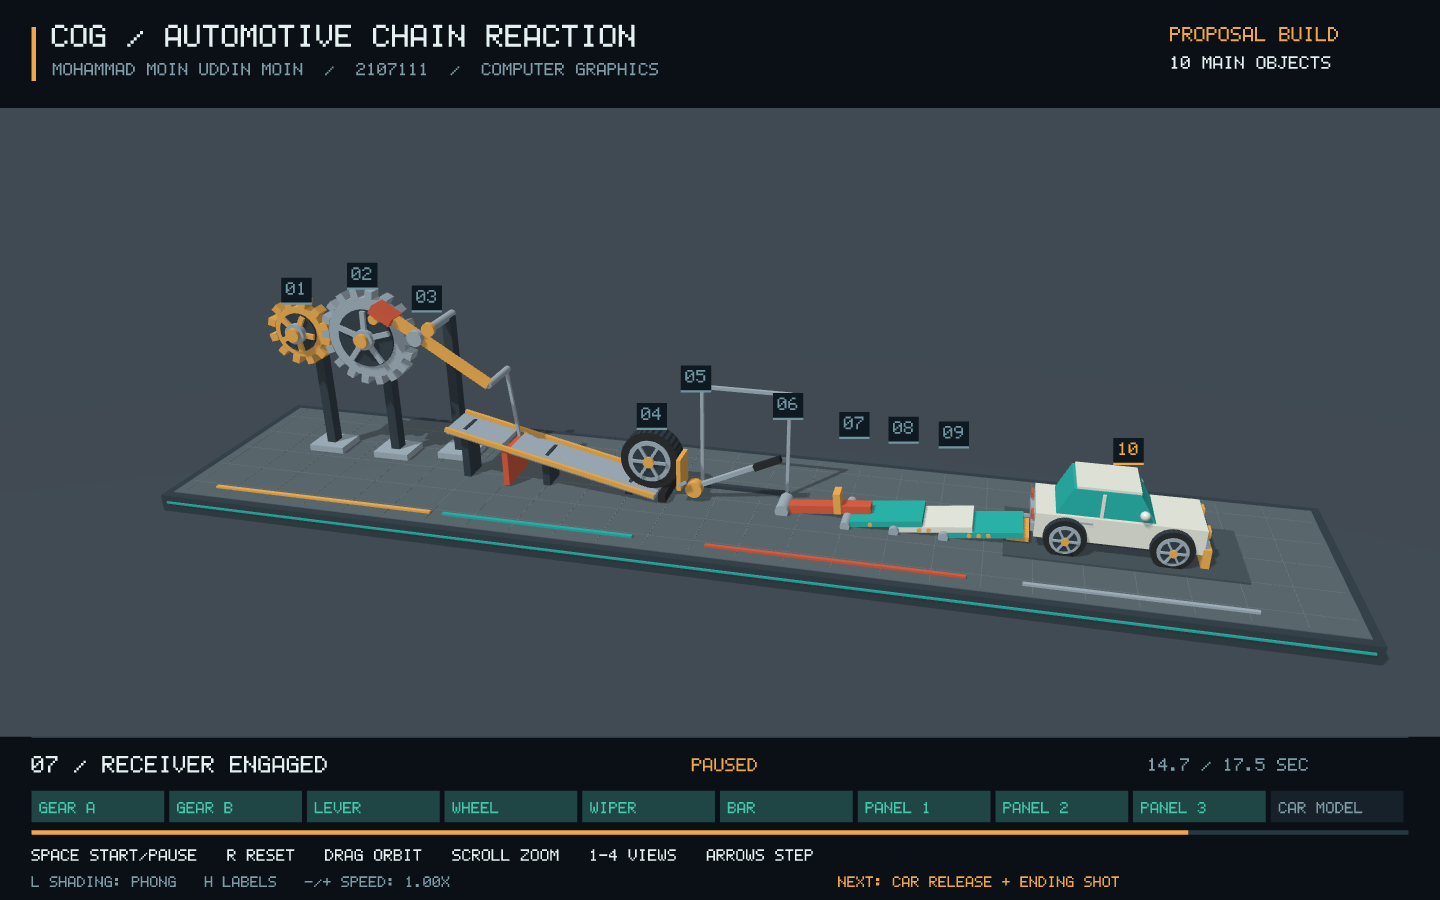 COG / AUTOMOTIVE CHAIN REACTION
MOHAMMAD MOIN UDDIN MOIN / 2107111 / COMPUTER GRAPHICS
PROPOSAL BUILD
10 MAIN OBJECTS
01
02
03
04
05
06
07
08
09
10
07 / RECEIVER ENGAGED
PAUSED
14.7 / 17.5 SEC
GEAR A GEAR B LEVER WHEEL WIPER BAR PANEL 1 PANEL 2 PANEL 3 CAR MODEL
SPACE START/PAUSE R RESET DRAG ORBIT SCROLL ZOOM 1-4 VIEWS ARROWS STEP
L SHADING: PHONG H LABELS -/+ SPEED: 1.00X
NEXT: CAR RELEASE + ENDING SHOT